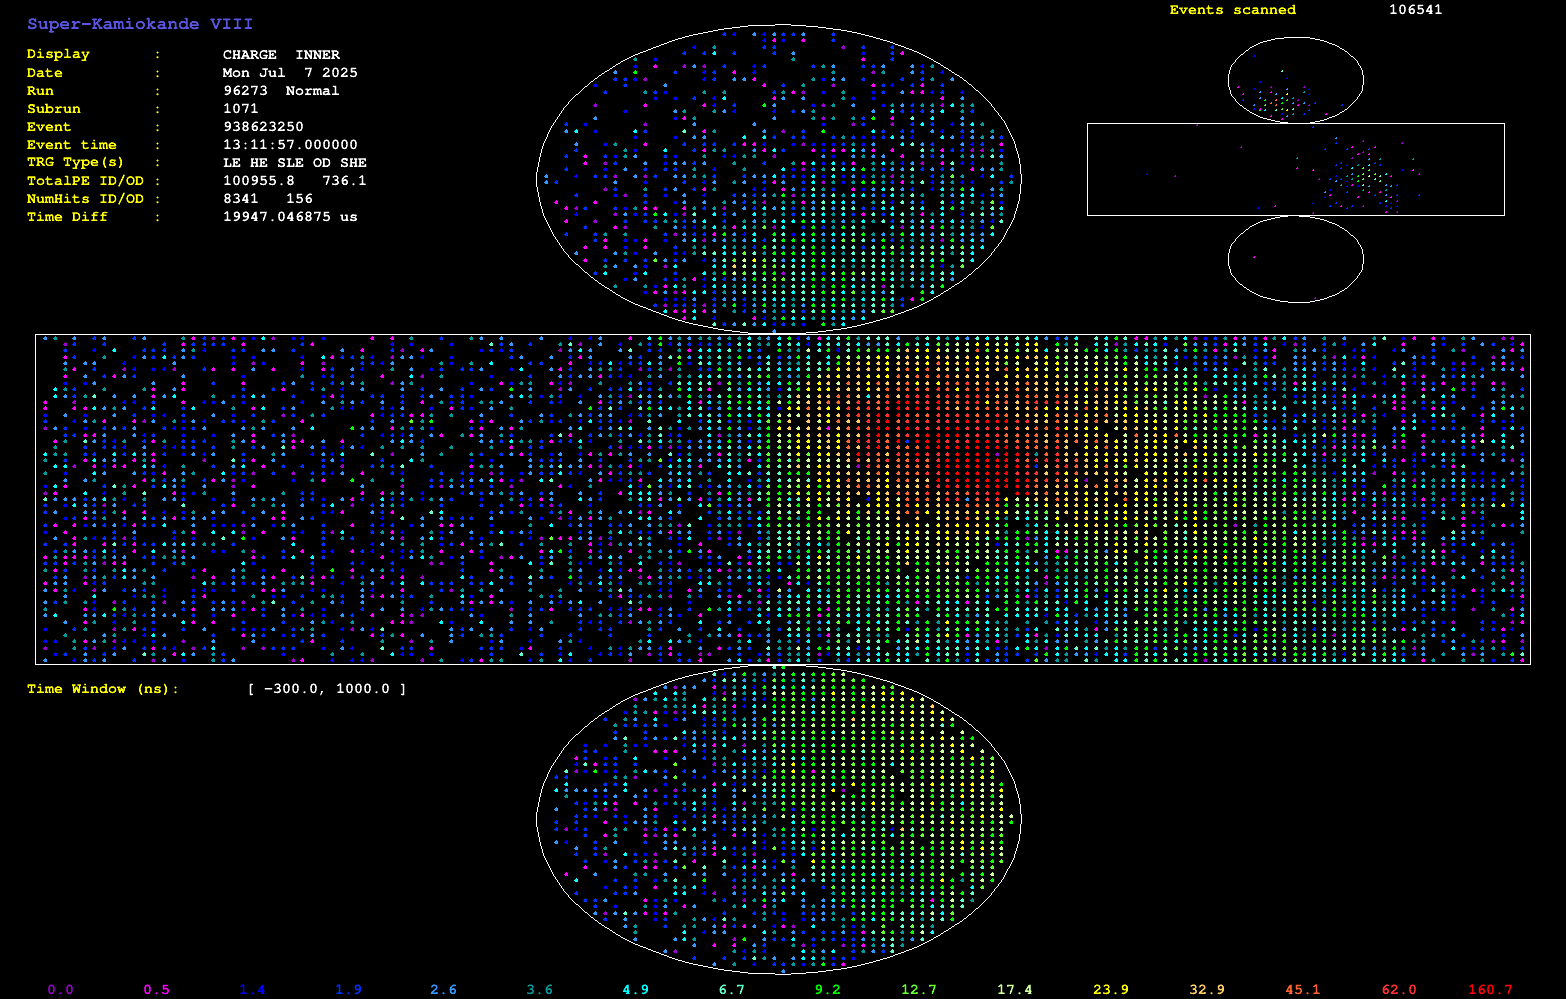 Super-Kamiokande VIII
Events scanned 106541
Display : CHARGE INNER
Date : Mon Jul 7 2025
Run : 96273 Normal
Subrun : 1071
Event : 938623250
Event time : 13:11:57.000000
TRG Type(s) : LE HE SLE OD SHE
TotalPE ID/OD : 100955.8 736.1
NumHits ID/OD : 8341 156
Time Diff : 19947.046875 us
Time Window (ns): [ -300.0, 1000.0 ]
0.0 0.5 1.4 1.9 2.6 3.6 4.9 6.7 9.2 12.7 17.4 23.9 32.9 45.1 62.0 160.7